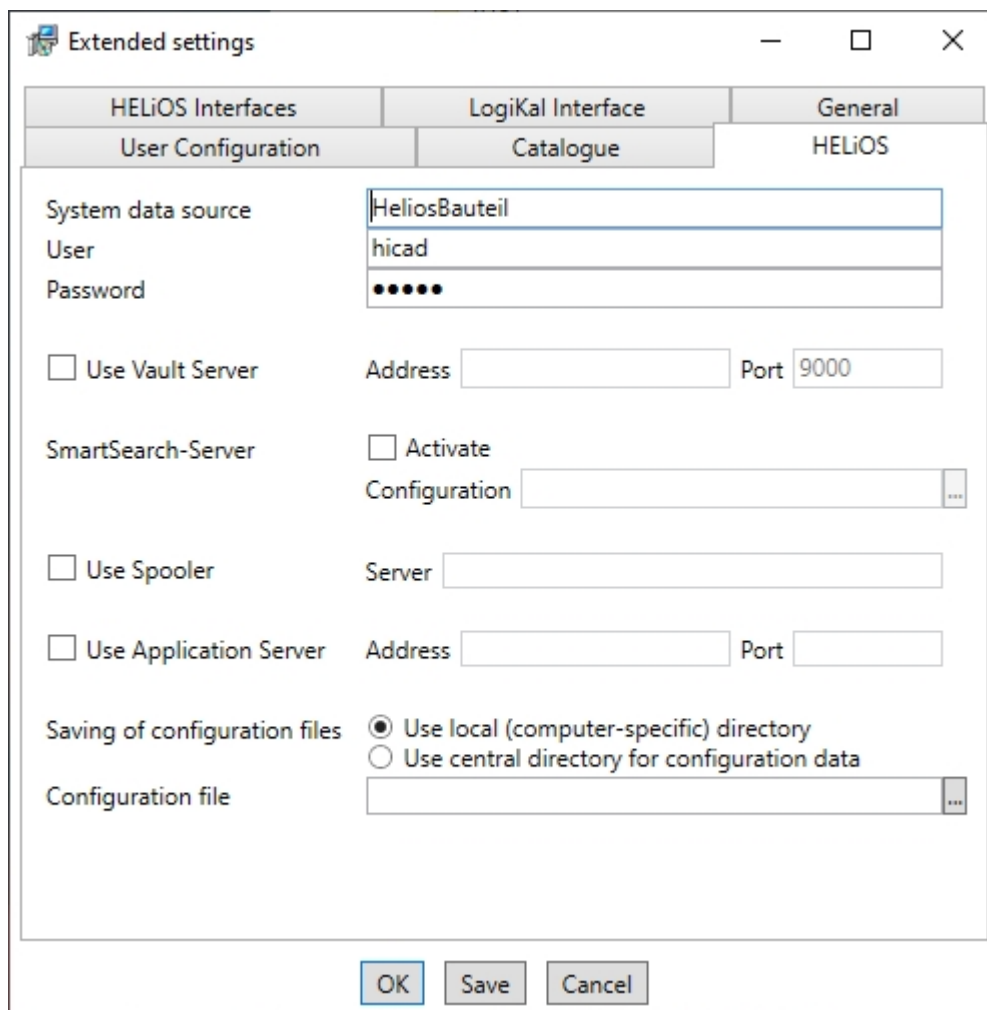 Extended settings
HELiOS Interfaces LogiKal Interface General
User Configuration Catalogue HELiOS
System data source HeliosBauteil
User hicad
Password ●●●●●
Use Vault Server Address Port 9000
SmartSearch-Server Activate
Configuration ...
Use Spooler Server
Use Application Server Address Port
Saving of configuration files Use local (computer-specific) directory
Use central directory for configuration data
Configuration file ...
OK Save Cancel